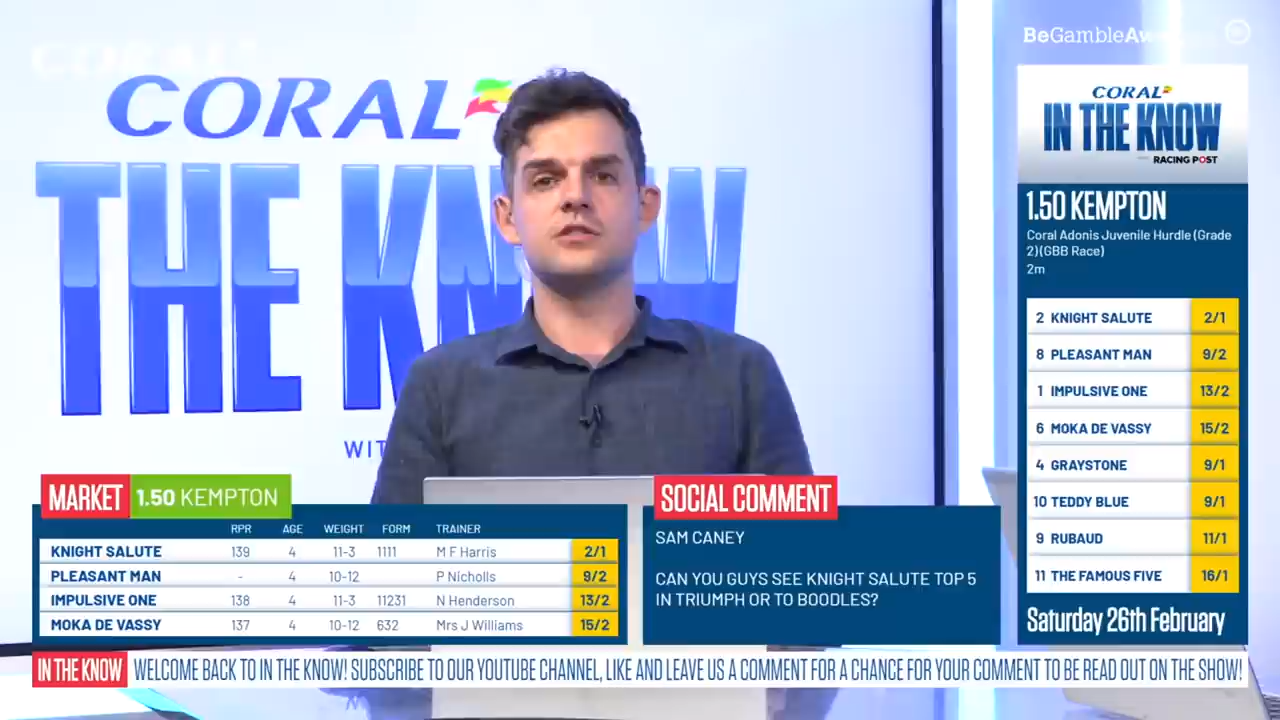 CORAL
BeGambleAw
CORAL
THE KNOW
WIT
CORAL
IN THE KNOW
RACING POST
1.50 KEMPTON
Coral Adonis Juvenile Hurdle (Grade
2)(GBB Race)
2m
2 KNIGHT SALUTE 2/1
8 PLEASANT MAN 9/2
1 IMPULSIVE ONE 13/2
6 MOKA DE VASSY 15/2
4 GRAYSTONE 9/1
10 TEDDY BLUE 9/1
9 RUBAUD 11/1
11 THE FAMOUS FIVE 16/1
Saturday 26th February
MARKET 1.50 KEMPTON
RPR AGE WEIGHT FORM TRAINER
KNIGHT SALUTE 139 4 11-3 1111 M F Harris 2/1
PLEASANT MAN - 4 10-12 P Nicholls 9/2
IMPULSIVE ONE 138 4 11-3 11231 N Henderson 13/2
MOKA DE VASSY 137 4 10-12 632 Mrs J Williams 15/2
SOCIAL COMMENT
SAM CANEY
CAN YOU GUYS SEE KNIGHT SALUTE TOP 5
IN TRIUMPH OR TO BOODLES?
IN THE KNOW WELCOME BACK TO IN THE KNOW! SUBSCRIBE TO OUR YOUTUBE CHANNEL, LIKE AND LEAVE US A COMMENT FOR A CHANCE FOR YOUR COMMENT TO BE READ OUT ON THE SHOW!